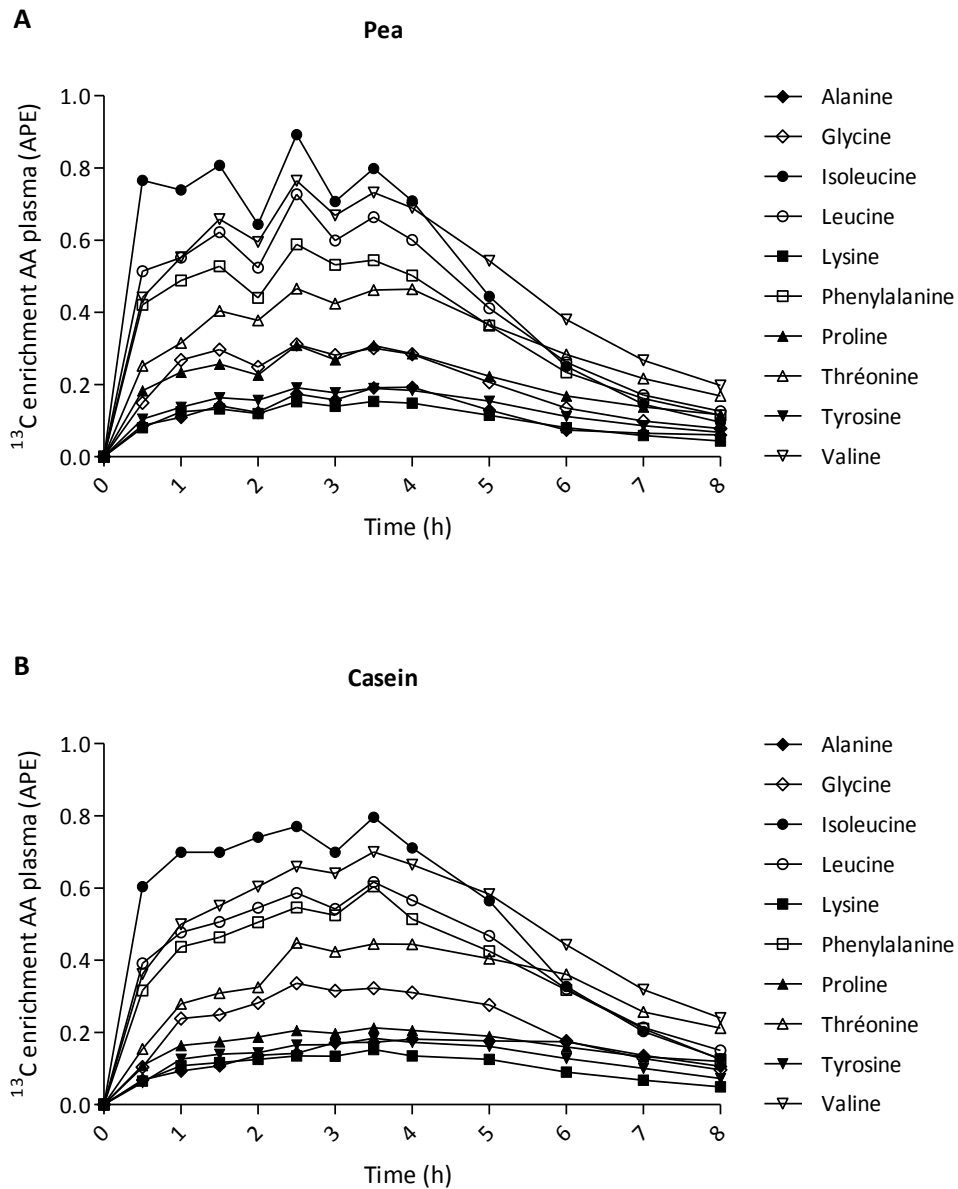 A
Pea
¹³C enrichment AA plasma (APE)
1.0
0.8
0.6
0.4
0.2
0.0
0 1 2 3 4 5 6 7 8
Time (h)
Alanine
Glycine
Isoleucine
Leucine
Lysine
Phenylalanine
Proline
Thréonine
Tyrosine
Valine
B
Casein
¹³C enrichment AA plasma (APE)
1.0
0.8
0.6
0.4
0.2
0.0
0 1 2 3 4 5 6 7 8
Time (h)
Alanine
Glycine
Isoleucine
Leucine
Lysine
Phenylalanine
Proline
Thréonine
Tyrosine
Valine